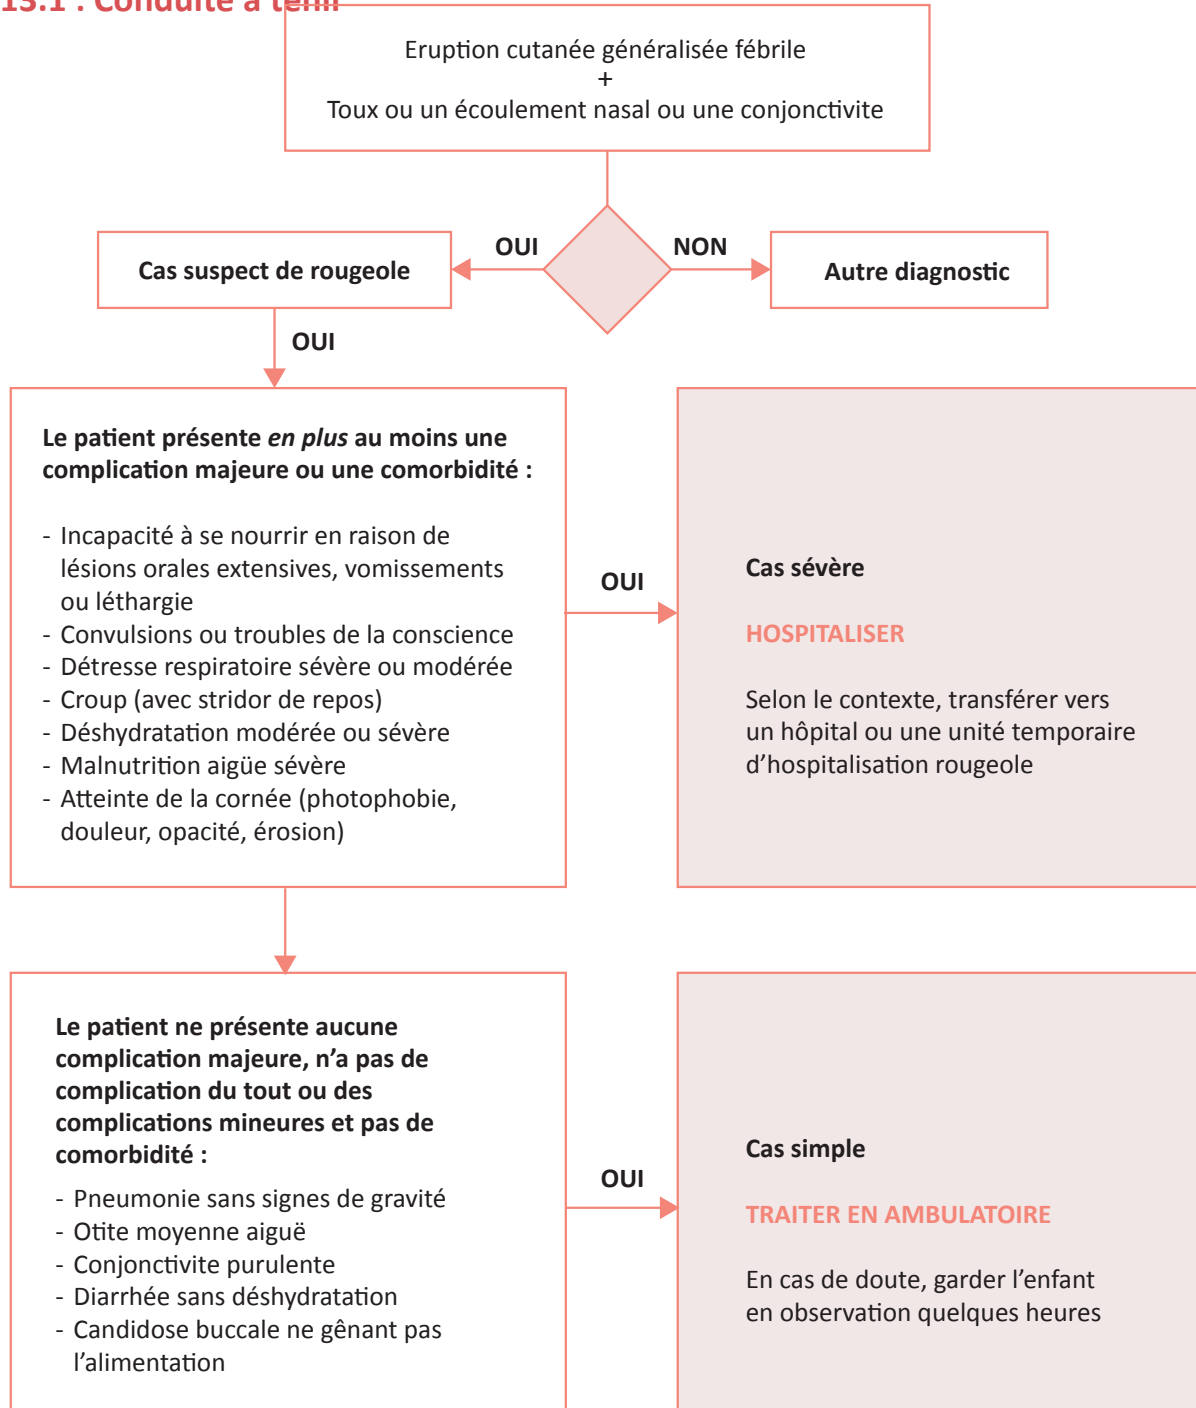 13.1 : Conduite à tenir
Eruption cutanée généralisée fébrile
+
Toux ou un écoulement nasal ou une conjonctivite
OUI
NON
Cas suspect de rougeole
Autre diagnostic
OUI
Le patient présente en plus au moins une
complication majeure ou une comorbidité :
- Incapacité à se nourrir en raison de
lésions orales extensives, vomissements
ou léthargie
- Convulsions ou troubles de la conscience
- Détresse respiratoire sévère ou modérée
- Croup (avec stridor de repos)
- Déshydratation modérée ou sévère
- Malnutrition aigüe sévère
- Atteinte de la cornée (photophobie,
douleur, opacité, érosion)
OUI
Cas sévère
HOSPITALISER
Selon le contexte, transférer vers
un hôpital ou une unité temporaire
d’hospitalisation rougeole
Le patient ne présente aucune
complication majeure, n’a pas de
complication du tout ou des
complications mineures et pas de
comorbidité :
- Pneumonie sans signes de gravité
- Otite moyenne aiguë
- Conjonctivite purulente
- Diarrhée sans déshydratation
- Candidose buccale ne gênant pas
l’alimentation
OUI
Cas simple
TRAITER EN AMBULATOIRE
En cas de doute, garder l’enfant
en observation quelques heures